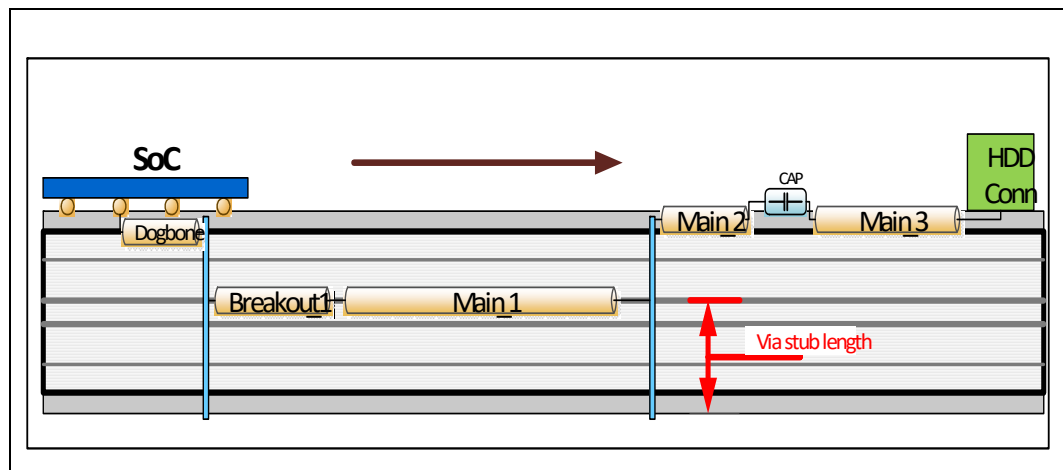 SoC
CAP
HDD
Conn
Dogbone
Main_2
Main_3
Breakout1
Main_1
Via stub length